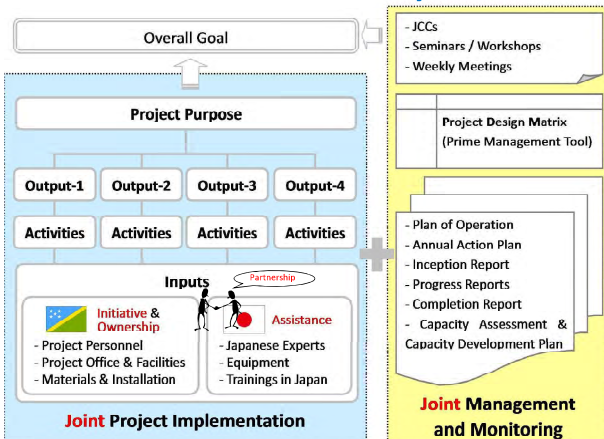 Overall Goal
Project Purpose
Output-1
Output-2
Output-3
Output-4
Activities
Activities
Activities
Activities
Inputs
Partnership
Initiative &
Ownership
- Project Personnel
- Project Office & Facilities
- Materials & Installation
Assistance
- Japanese Experts
- Equipment
- Trainings in Japan
Joint Project Implementation
- JCCs
- Seminars / Workshops
- Weekly Meetings
Project Design Matrix
(Prime Management Tool)
- Plan of Operation
- Annual Action Plan
- Inception Report
- Progress Reports
- Completion Report
- Capacity Assessment &
Capacity Development Plan
Joint Management
and Monitoring